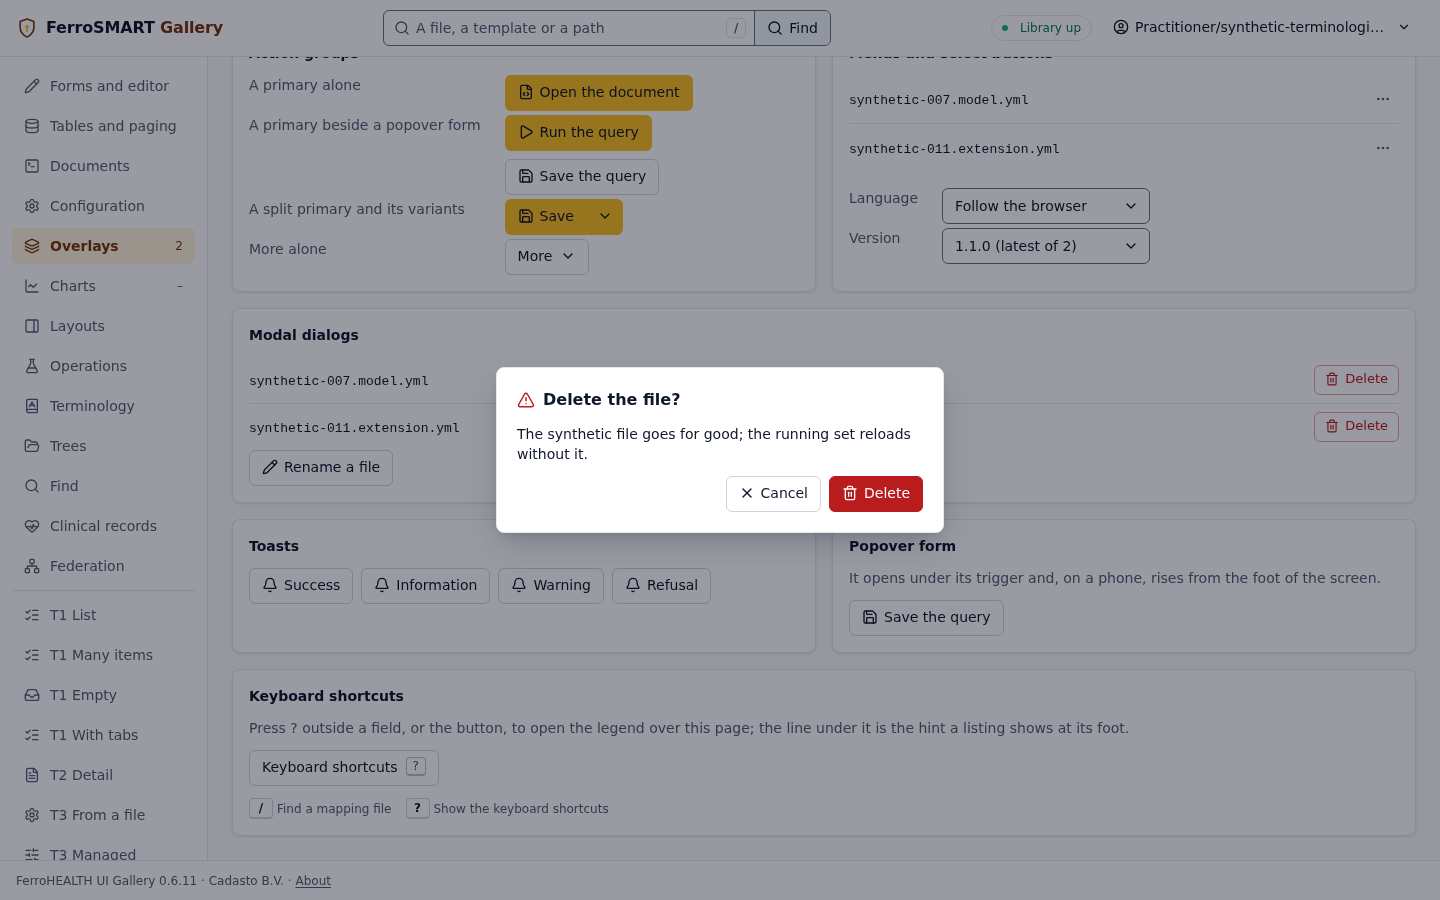 FerroSMART Gallery
A file, a template or a path
/
Find
Library up
Practitioner/synthetic-terminologi...
Forms and editor
Tables and paging
Documents
Configuration
Overlays 2
Charts –
Layouts
Operations
Terminology
Trees
Find
Clinical records
Federation
T1 List
T1 Many items
T1 Empty
T1 With tabs
T2 Detail
T3 From a file
T3 Managed
A primary alone
Open the document
A primary beside a popover form
Run the query
Save the query
A split primary and its variants
Save
More alone
More
synthetic-007.model.yml
synthetic-011.extension.yml
Language
Follow the browser
Version
1.1.0 (latest of 2)
Modal dialogs
synthetic-007.model.yml
Delete
synthetic-011.extension.yml
Delete
Rename a file
Delete the file?
The synthetic file goes for good; the running set reloads
without it.
Cancel
Delete
Toasts
Success
Information
Warning
Refusal
Popover form
It opens under its trigger and, on a phone, rises from the foot of the screen.
Save the query
Keyboard shortcuts
Press ? outside a field, or the button, to open the legend over this page; the line under it is the hint a listing shows at its foot.
Keyboard shortcuts ?
/ Find a mapping file ? Show the keyboard shortcuts
FerroHEALTH UI Gallery 0.6.11 · Cadasto B.V. · About